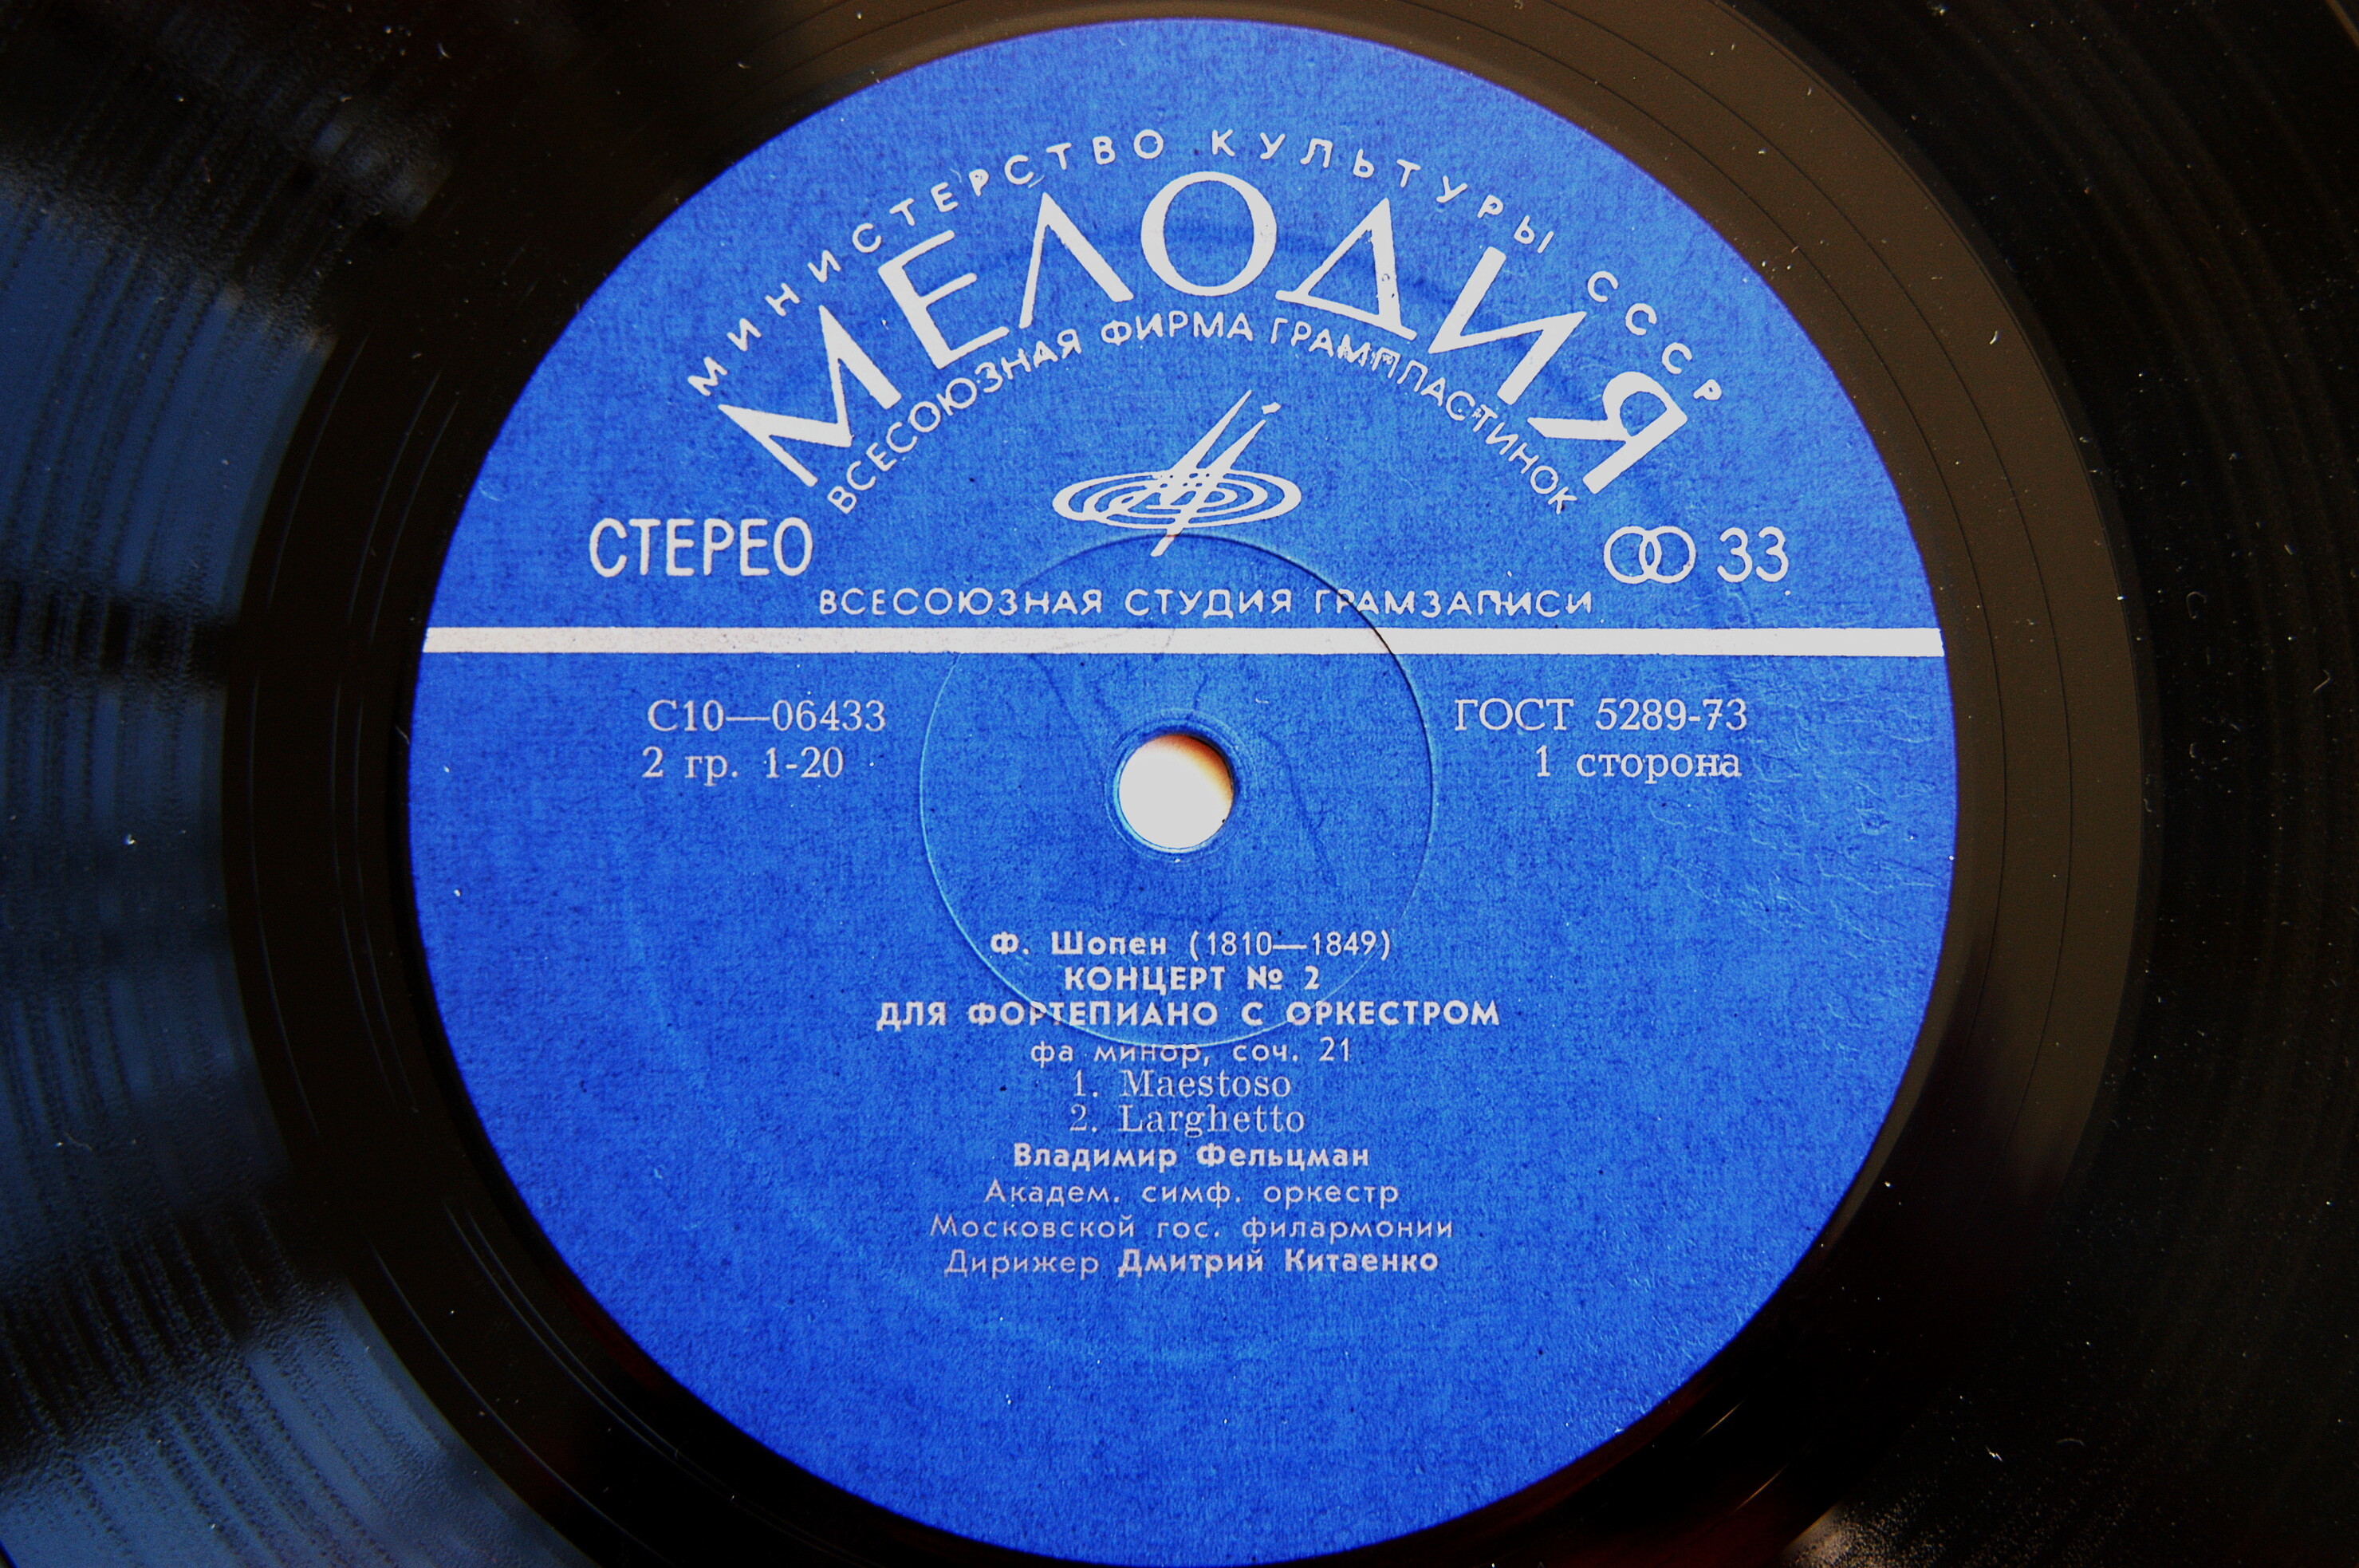 МИНИСТЕРСТВО КУЛЬТУРЫ СССР
МЕЛОДИЯ
ВСЕСОЮЗНАЯ ФИРМА ГРАМПЛАСТИНОК
СТЕРЕО
33
ВСЕСОЮЗНАЯ СТУДИЯ ГРАМЗАПИСИ
С10—06433
ГОСТ 5289-73
2 гр. 1-20
1 сторона
Ф. Шопен (1810—1849)
КОНЦЕРТ № 2
ДЛЯ ФОРТЕПИАНО С ОРКЕСТРОМ
фа минор, соч. 21
1. Maestoso
2. Larghetto
Владимир Фельцман
Академ. симф. оркестр
Московской гос. филармонии
Дирижер Дмитрий Китаенко